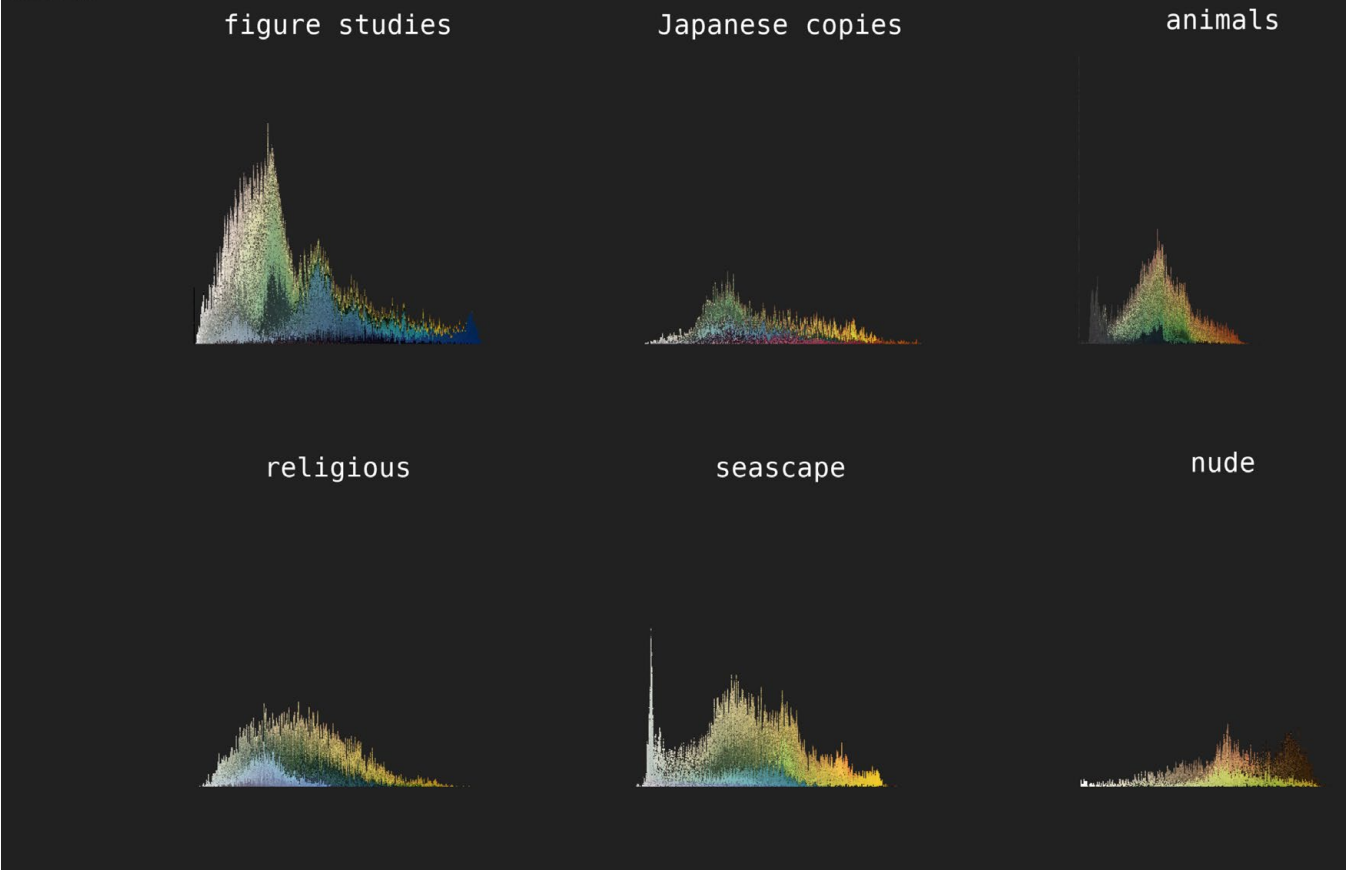 figure studies
Japanese copies
animals
religious
seascape
nude